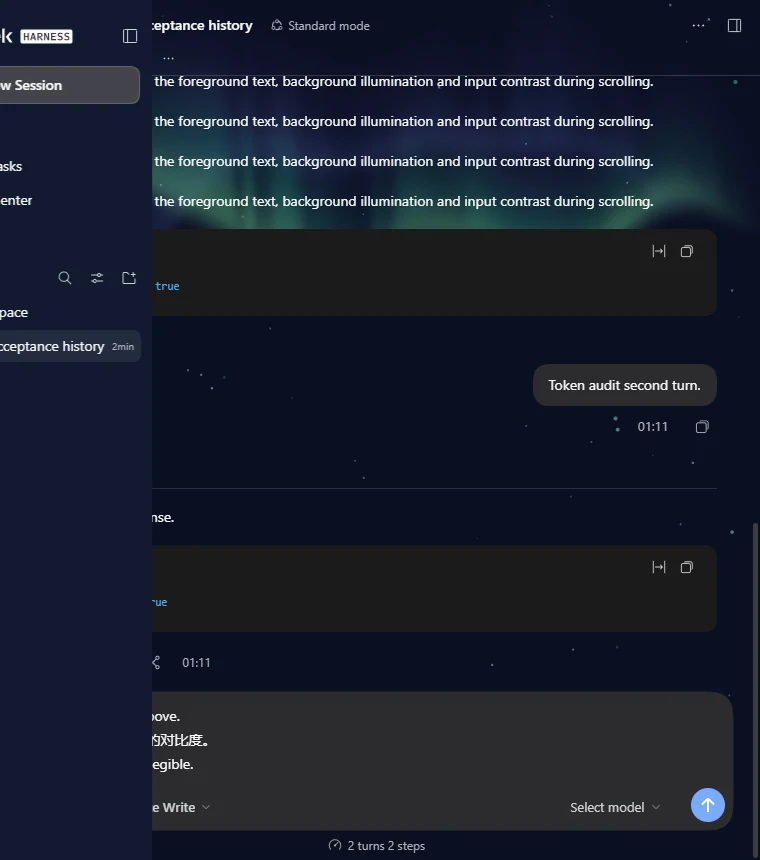 k HARNESS
w Session
asks
enter
pace
cceptance history 2min
ceptance history Standard mode ...
...
the foreground text, background illumination and input contrast during scrolling.
the foreground text, background illumination and input contrast during scrolling.
the foreground text, background illumination and input contrast during scrolling.
the foreground text, background illumination and input contrast during scrolling.
true
Token audit second turn.
01:11
nse.
rue
01:11
ove.
的对比度。
egible.
e Write
Select model
2 turns 2 steps